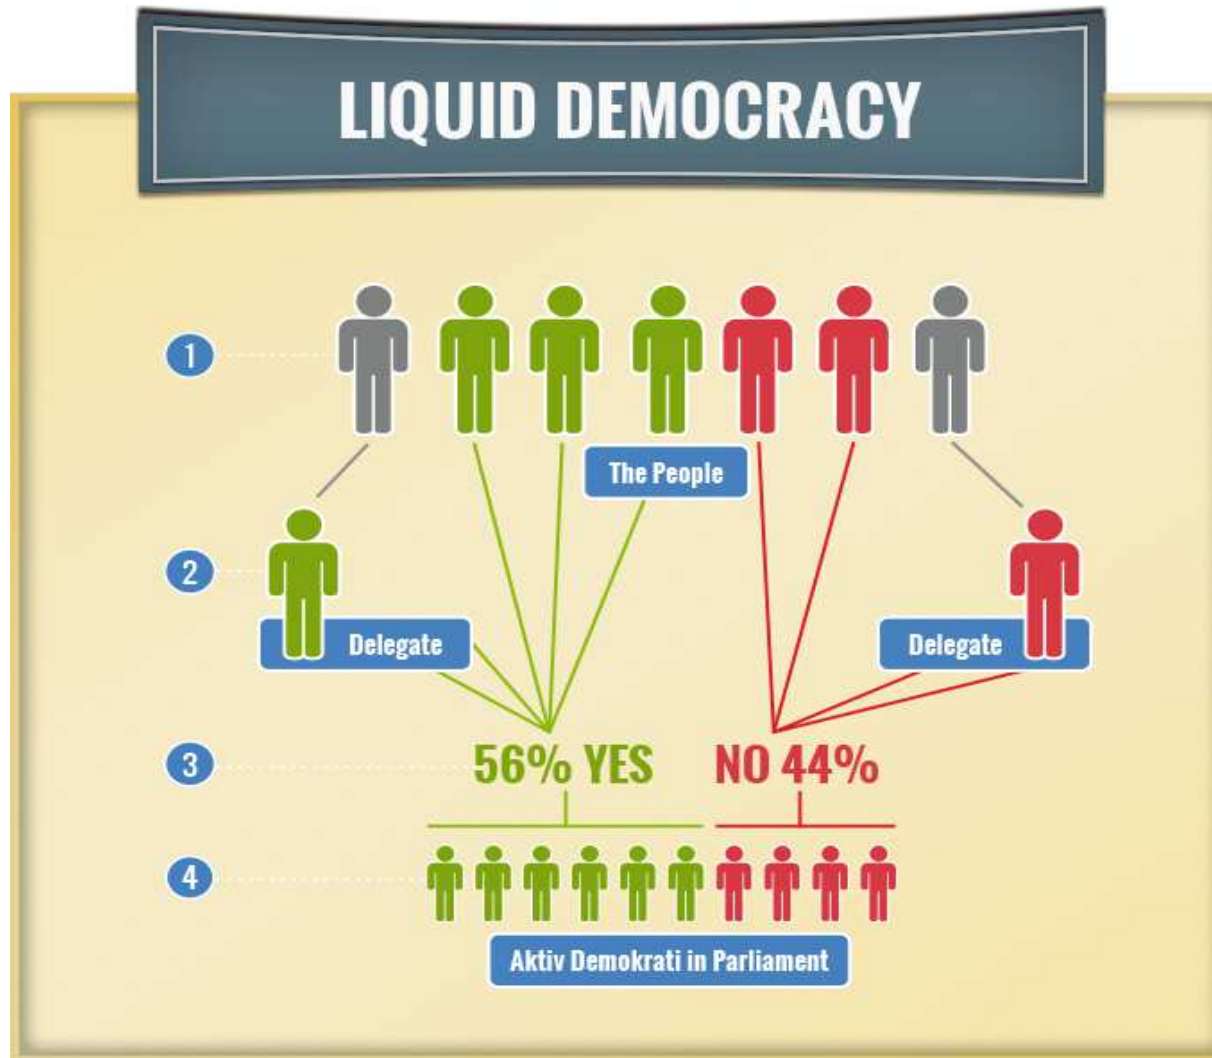 LIQUID DEMOCRACY
1
The People
2
Delegate
Delegate
3
56% YES
NO 44%
4
Aktiv Demokrati in Parliament